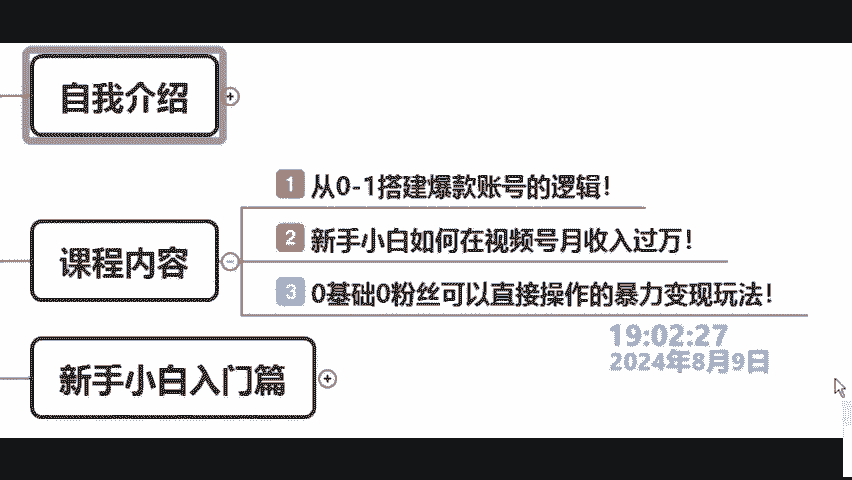 自我介绍
课程内容
1 从0-1搭建爆款账号的逻辑！
2 新手小白如何在视频号月收入过万！
3 0基础0粉丝可以直接操作的暴力变现玩法！
19:02:27
2024年8月9日
新手小白入门篇